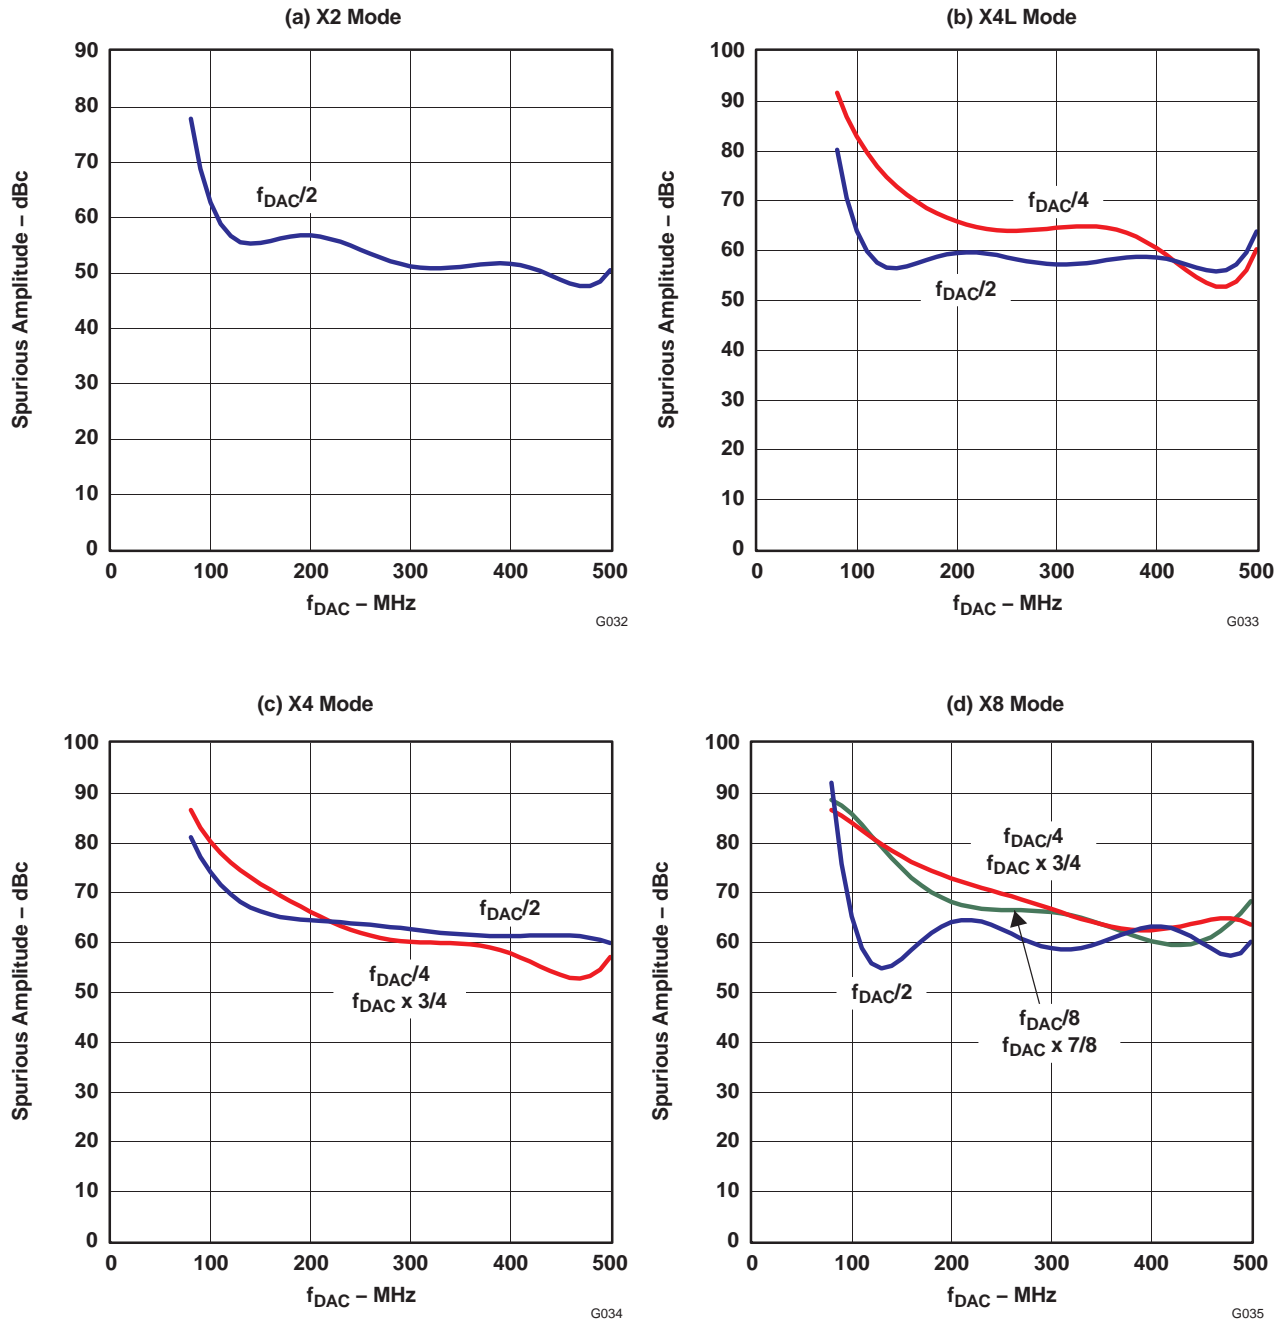 (a) X2 Mode
90
80
70
60
50
40
30
20
10
0
0 100 200 300 400 500
Spurious Amplitude – dBc
fDAC/2
fDAC – MHz
G032
(b) X4L Mode
100
90
80
70
60
50
40
30
20
10
0
0 100 200 300 400 500
Spurious Amplitude – dBc
fDAC/4
fDAC/2
fDAC – MHz
G033
(c) X4 Mode
100
90
80
70
60
50
40
30
20
10
0
0 100 200 300 400 500
Spurious Amplitude – dBc
fDAC/2
fDAC/4
fDAC x 3/4
fDAC – MHz
G034
(d) X8 Mode
100
90
80
70
60
50
40
30
20
10
0
0 100 200 300 400 500
Spurious Amplitude – dBc
fDAC/4
fDAC x 3/4
fDAC/2
fDAC/8
fDAC x 7/8
fDAC – MHz
G035